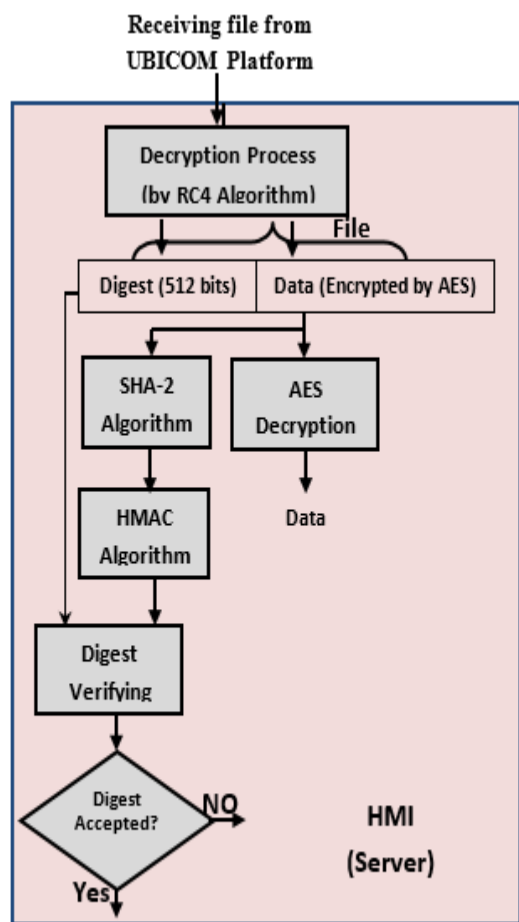 Receiving file from
UBICOM Platform
Decryption Process
(by RC4 Algorithm)
File
Digest (512 bits)
Data (Encrypted by AES)
SHA-2
Algorithm
AES
Decryption
HMAC
Algorithm
Data
Digest
Verifying
Digest
Accepted?
NO
HMI
(Server)
Yes